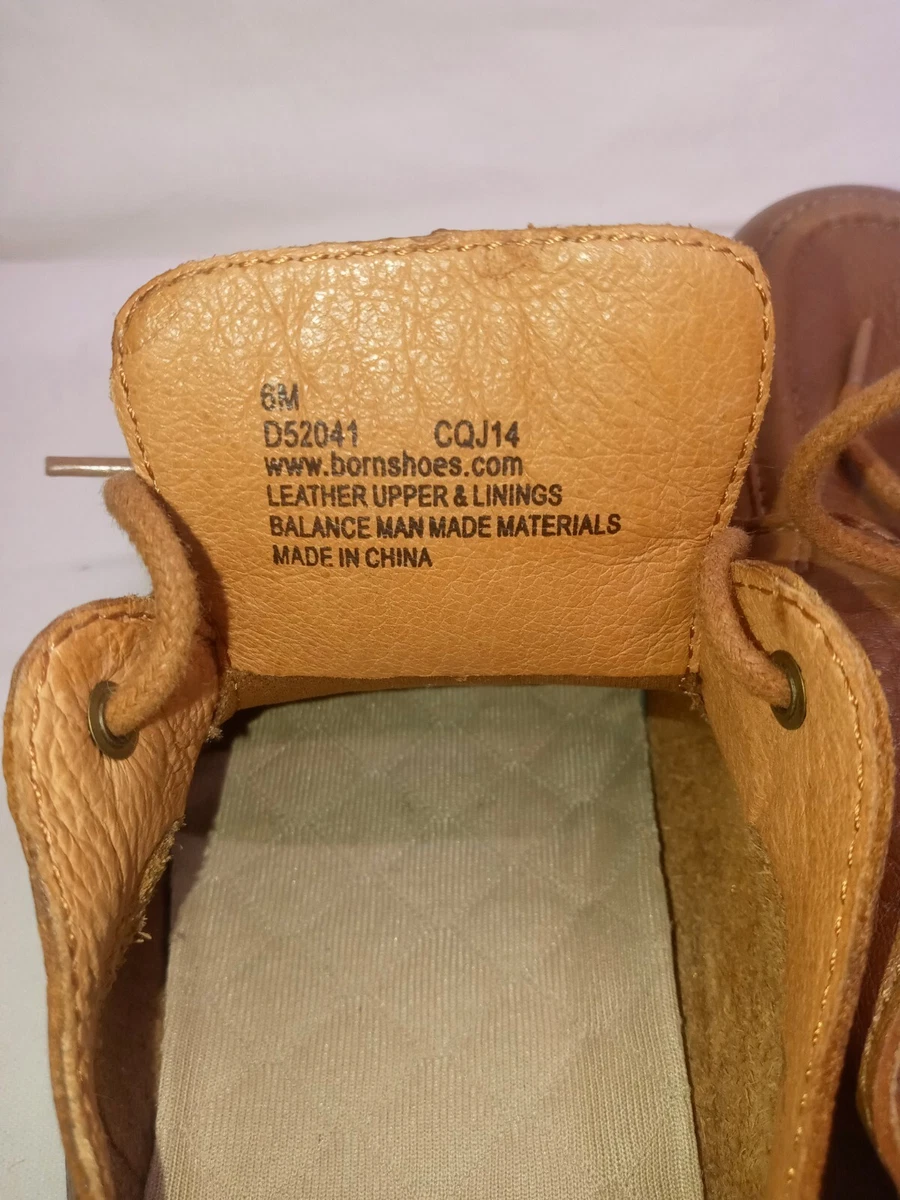 6M
D52041 CQJ14
www.bornshoes.com
LEATHER UPPER & LININGS
BALANCE MAN MADE MATERIALS
MADE IN CHINA